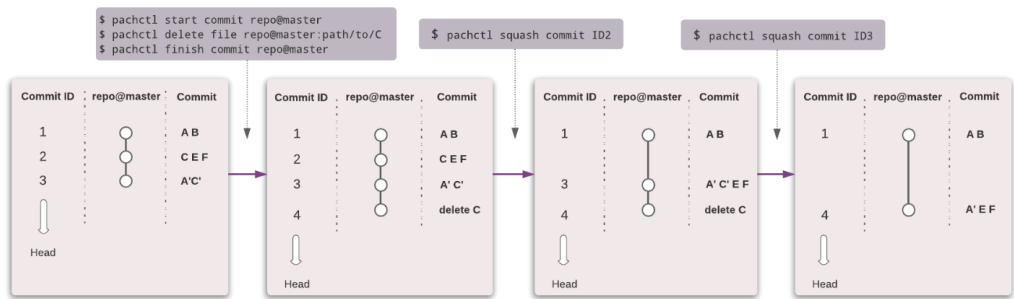 $ pachctl start commit repo@master
$ pachctl delete file repo@master:path/to/C
$ pachctl finish commit repo@master
$ pachctl squash commit ID2
$ pachctl squash commit ID3
Commit ID repo@master Commit
1 A B
2 C E F
3 A'C'
Head
Commit ID repo@master Commit
1 A B
2 C E F
3 A' C'
4 delete C
Head
Commit ID repo@master Commit
1 A B
3 A' C' E F
4 delete C
Head
Commit ID repo@master Commit
1 A B
4 A' E F
Head